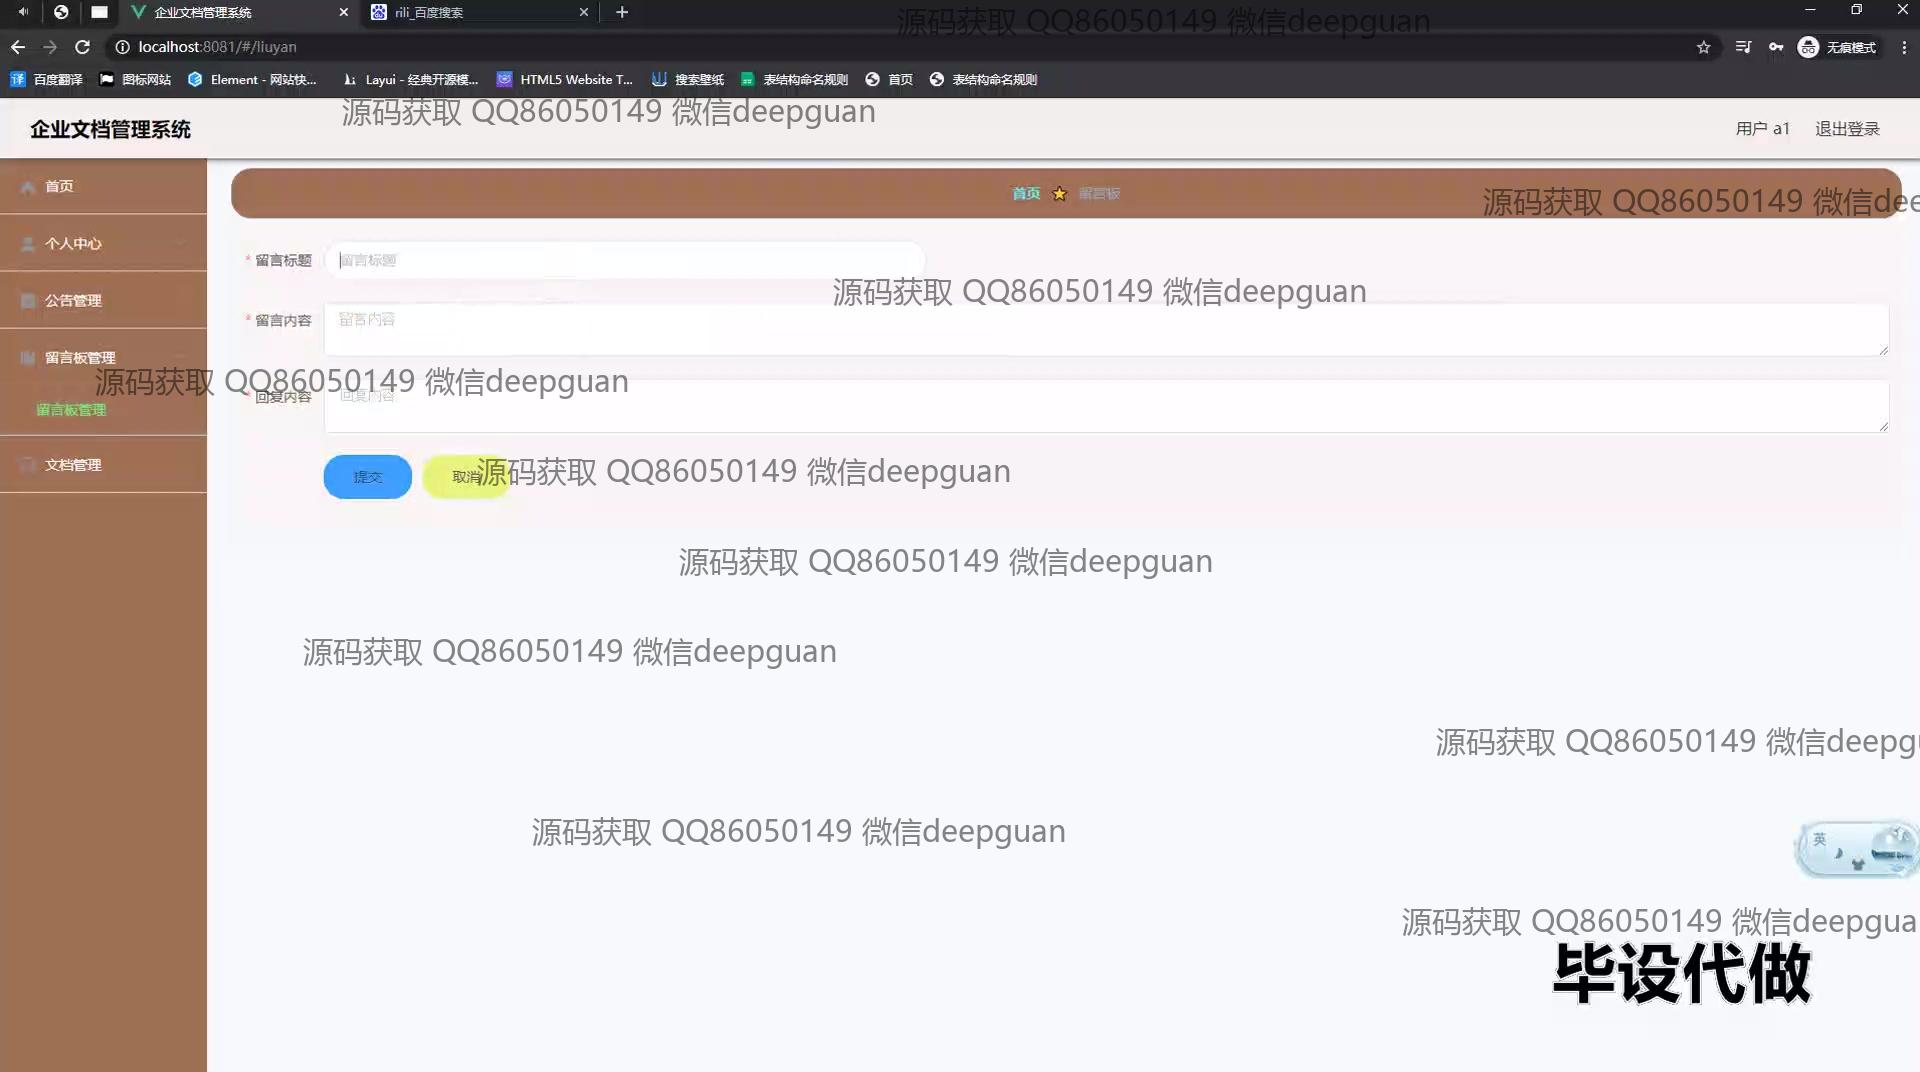 企业文档管理系统
rili_百度搜索
源码获取 QQ86050149 微信deepguan
localhost:8081/#/liuyan
无痕模式
百度翻译
图标网站
Element - 网站快...
Layui - 经典开源模...
HTML5 Website T...
搜索壁纸
表结构命名规则
首页
表结构命名规则
源码获取 QQ86050149 微信deepguan
企业文档管理系统
用户 a1
退出登录
首页
首页
留言板
源码获取 QQ86050149 微信dee
个人中心
* 留言标题
留言标题
源码获取 QQ86050149 微信deepguan
公告管理
* 留言内容
留言内容
留言板管理
源码获取 QQ86050149 微信deepguan
* 回复内容
回复内容
留言板管理
文档管理
提交
取消
源码获取 QQ86050149 微信deepguan
源码获取 QQ86050149 微信deepguan
源码获取 QQ86050149 微信deepguan
源码获取 QQ86050149 微信deepgu
源码获取 QQ86050149 微信deepguan
英
源码获取 QQ86050149 微信deepgua
毕设代做